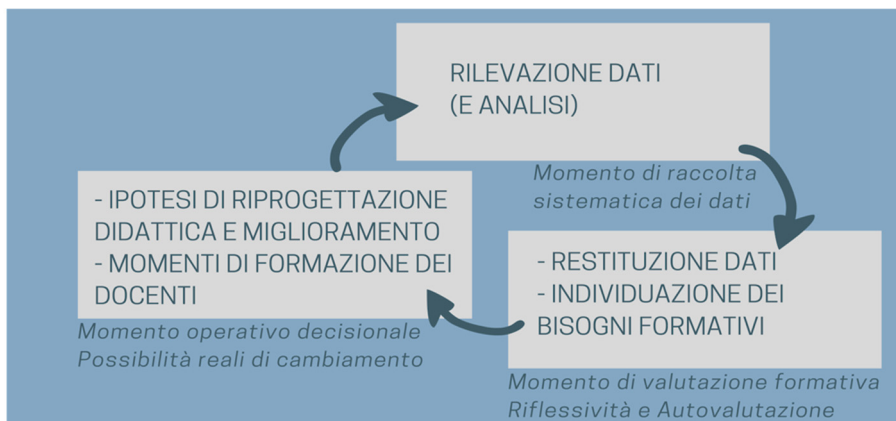 RILEVAZIONE DATI
(E ANALISI)
Momento di raccolta
sistematica dei dati
- RESTITUZIONE DATI
- INDIVIDUAZIONE DEI
BISOGNI FORMATIVI
Momento di valutazione formativa
Riflessività e Autovalutazione
- IPOTESI DI RIPROGETTAZIONE
DIDATTICA E MIGLIORAMENTO
- MOMENTI DI FORMAZIONE DEI
DOCENTI
Momento operativo decisionale
Possibilità reali di cambiamento